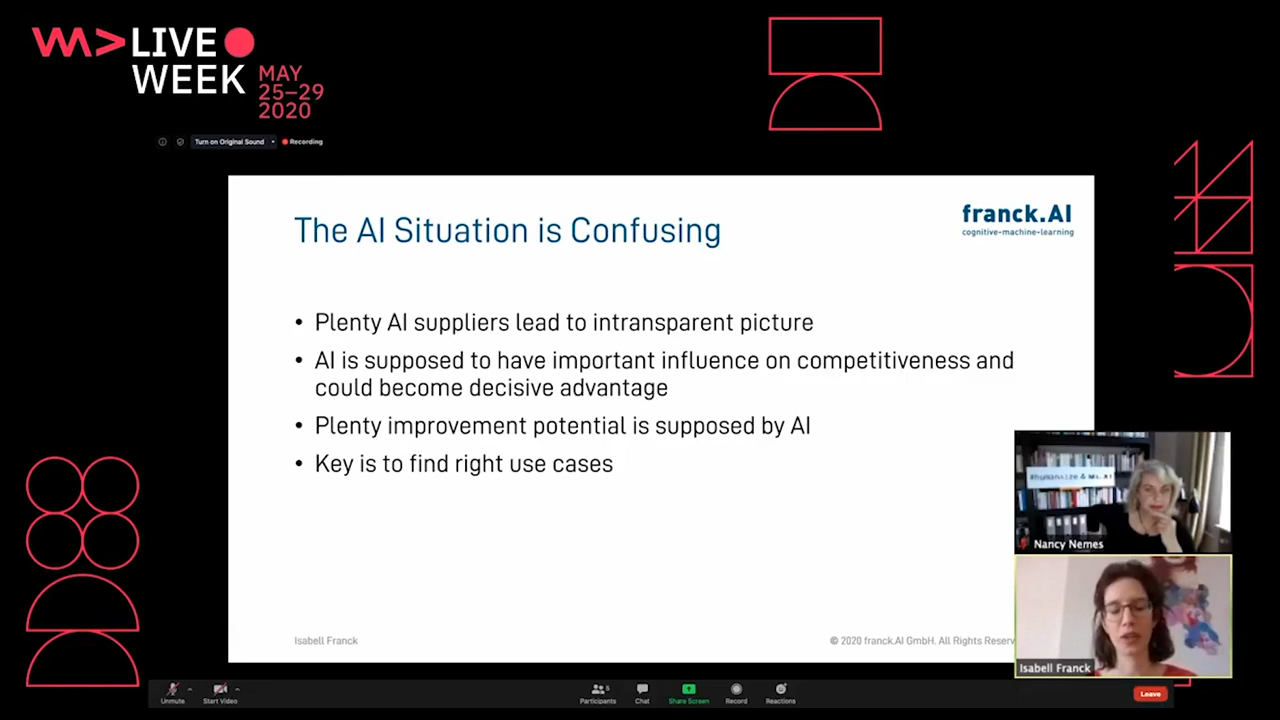 LIVE
WEEK
MAY
25–29
2020
Turn on Original Sound
Recording
The AI Situation is Confusing
franck.AI
cognitive-machine-learning
• Plenty AI suppliers lead to intransparent picture
• AI is supposed to have important influence on competitiveness and
could become decisive advantage
• Plenty improvement potential is supposed by AI
• Key is to find right use cases
Nancy Nemes
Isabell Franck
Isabell Franck
© 2020 franck.AI GmbH. All Rights Reserv
Unmute
Start Video
Participants
5
Chat
Share Screen
Record
Reactions
Leave